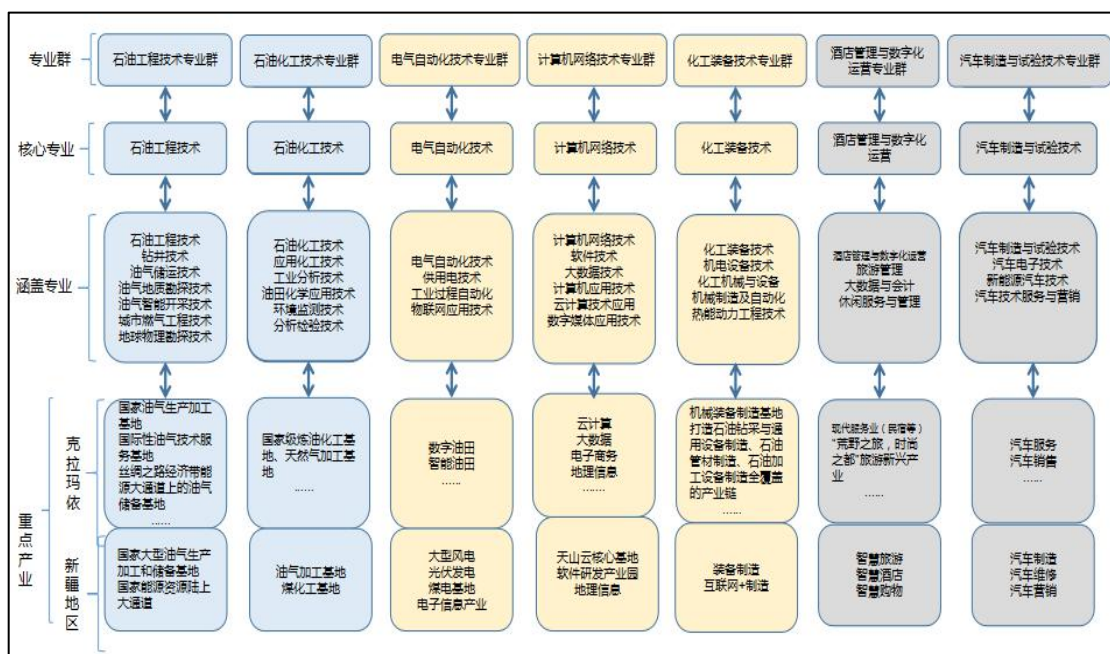 专业群
石油工程技术专业群
石油化工技术专业群
电气自动化技术专业群
计算机网络技术专业群
化工装备技术专业群
酒店管理与数字化
运营专业群
汽车制造与试验技术专业群
核心专业
石油工程技术
石油化工技术
电气自动化技术
计算机网络技术
化工装备技术
酒店管理与数字化
运营
汽车制造与试验技术
涵盖专业
石油工程技术
钻井技术
油气储运技术
油气地质勘探技术
油气智能开采技术
城市燃气工程技术
地球物理勘探技术
石油化工技术
应用化工技术
工业分析技术
油田化学应用技术
环境监测技术
分析检验技术
电气自动化技术
供用电技术
工业过程自动化
物联网应用技术
计算机网络技术
软件技术
大数据技术
计算机应用技术
云计算技术应用
数字媒体应用技术
化工装备技术
机电设备技术
化工机械与设备
机械制造及自动化
热能动力工程技术
酒店管理与数字化运营
旅游管理
大数据与会计
休闲服务与管理
汽车制造与试验技术
汽车电子技术
新能源汽车技术
汽车技术服务与营销
重点产业
克拉玛依
国家油气生产加工
基地
国际性油气技术服
务基地
丝绸之路经济带能
源大通道上的油气
储备基地
……
国家级炼油化工基
地、天然气加工基
地
……
数字油田
智能油田
……
云计算
大数据
电子商务
地理信息
…….
机械装备制造基地
打造石油钻采与通
用设备制造、石油
管材制造、石油加
工设备制造全覆盖
的产业链
……
现代服务业（民宿等）
“荒野之旅，时尚
之都”旅游新兴产
业
……
汽车服务
汽车销售
……
新疆地区
国家大型油气生产
加工和储备基地
国家能源资源陆上
大通道
油气加工基地
煤化工基地
大型风电
光伏发电
煤电基地
电子信息产业
天山云核心基地
软件研发产业园
地理信息
装备制造
互联网+制造
智慧旅游
智慧酒店
智慧购物
汽车制造
汽车维修
汽车营销